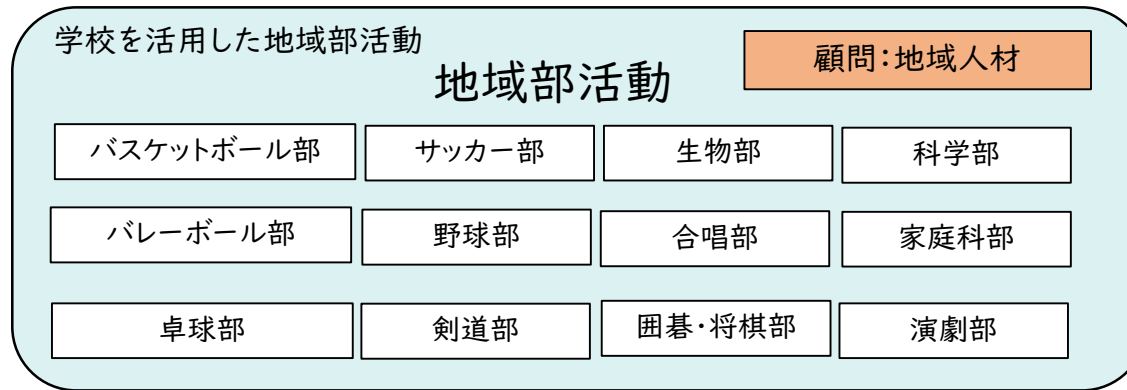 学校を活用した地域部活動
地域部活動
顧問：地域人材
バスケットボール部
サッカー部
生物部
科学部
バレーボール部
野球部
合唱部
家庭科部
卓球部
剣道部
囲碁・将棋部
演劇部